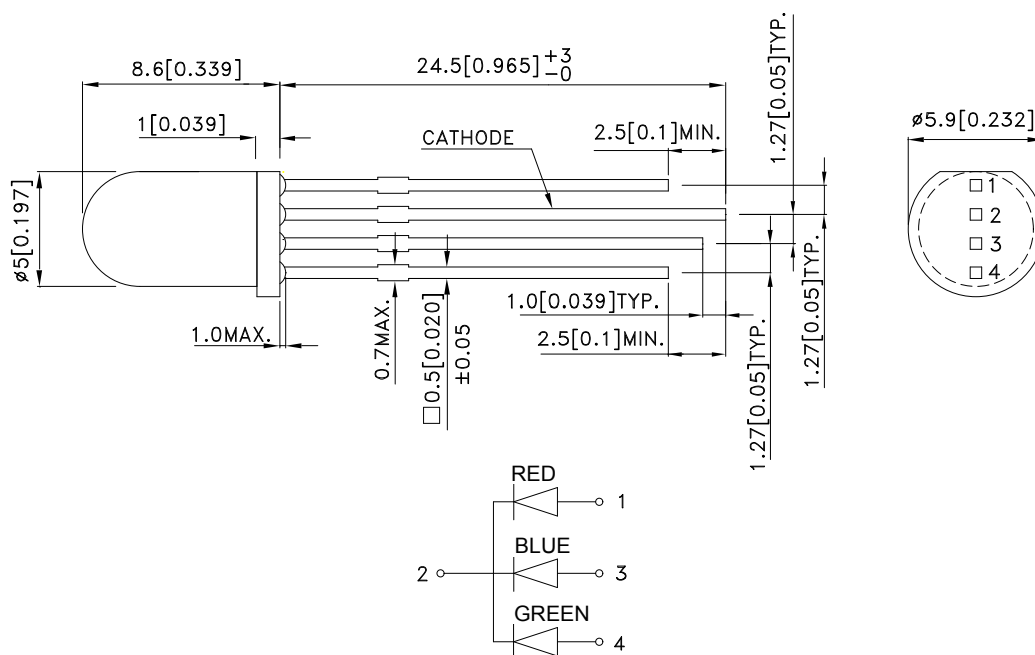 8.6[0.339]
24.5[0.965] +3 -0
1.27[0.05]TYP.
1[0.039]
CATHODE
2.5[0.1]MIN.
ø5.9[0.232]
ø5[0.197]
1
2
3
4
1.0MAX.
0.7MAX.
□0.5[0.020]
±0.05
1.0[0.039]TYP.
2.5[0.1]MIN.
1.27[0.05]TYP.
1.27[0.05]TYP.
RED
1
BLUE
2
3
GREEN
4